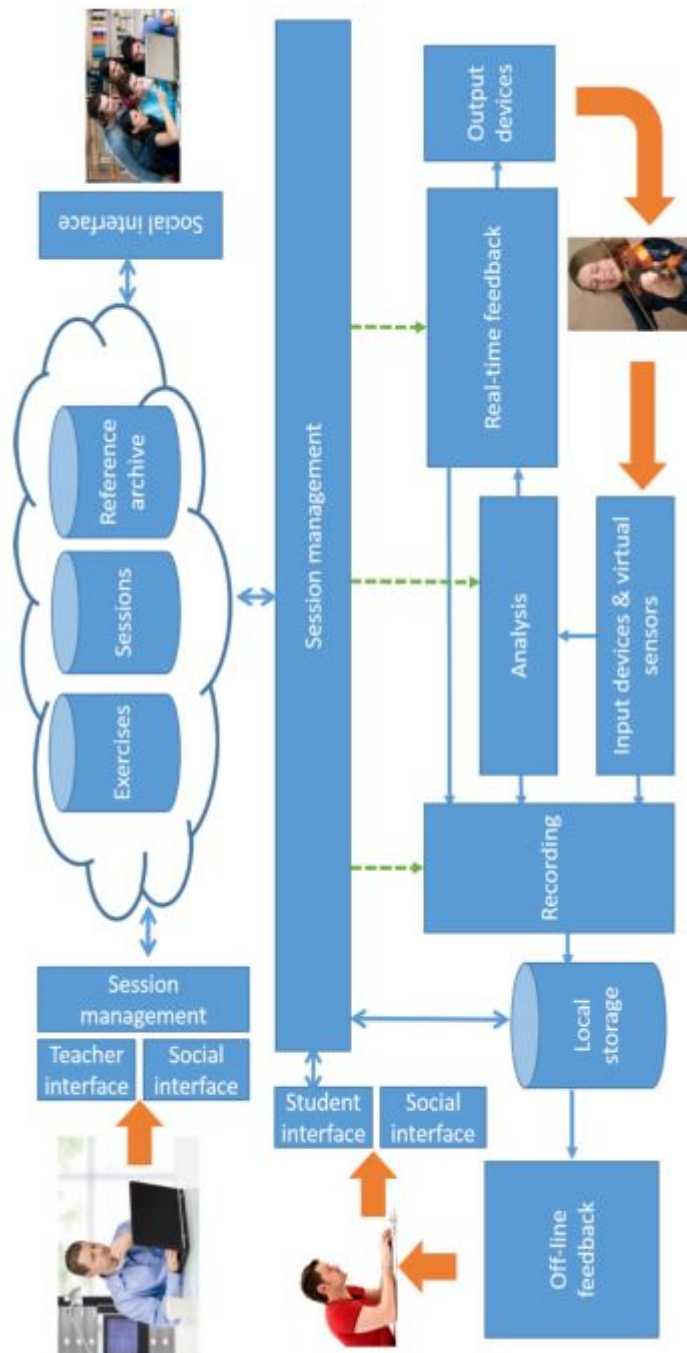 Teacher
interface
Social
interface
Session
management
Exercises
Sessions
Reference
archive
Social interface
Student
interface
Social
interface
Session management
Off-line
feedback
Local
storage
Recording
Analysis
Real-time feedback
Output
devices
Input devices & virtual
sensors